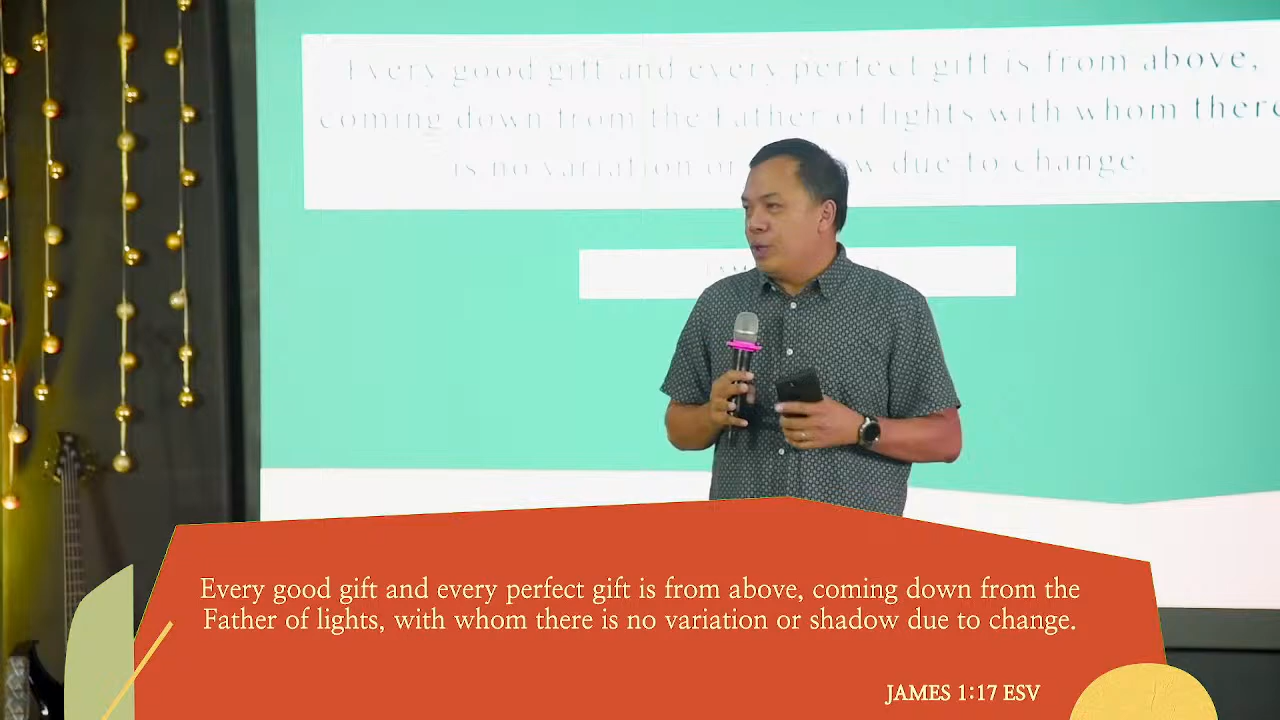 Every good gift and every perfect gift is from above,
coming down from the Father of lights with whom there
is no variation or w due to change.
Every good gift and every perfect gift is from above, coming down from the
Father of lights, with whom there is no variation or shadow due to change.
JAMES 1:17 ESV